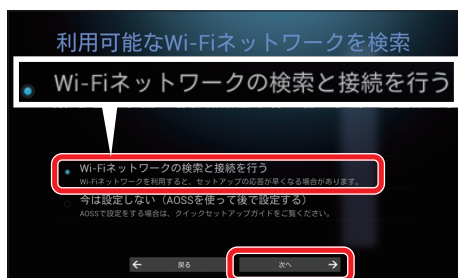 利用可能なWi-Fiネットワークを検索
Wi-Fiネットワークの検索と接続を行う
Wi-Fiネットワークの検索と接続を行う
Wi-Fiネットワークを利用すると、セットアップの応答が早くなる場合があります。
今は設定しない（AOSSを使って後で設定する）
AOSSで設定をする場合は、クイックセットアップガイドをご覧ください。
戻る
次へ